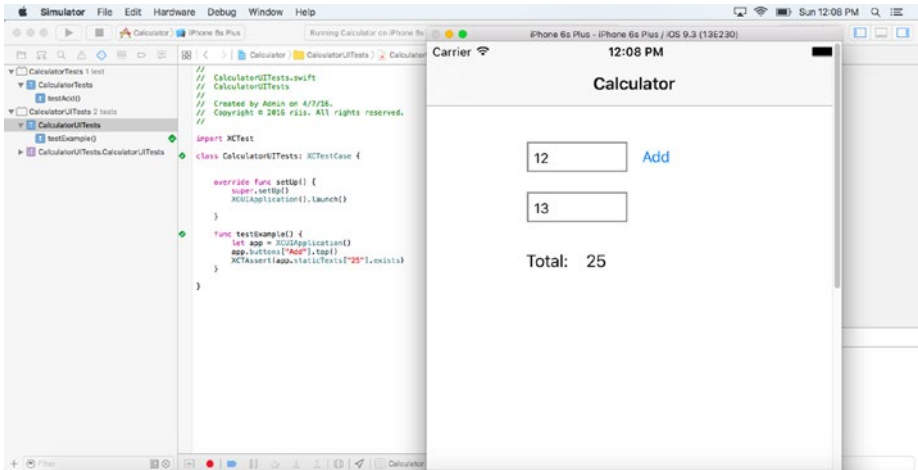 Simulator File Edit Hardware Debug Window Help
Sun 12:08 PM
Calculator iPhone 6s Plus
Running Calculator on iPhone 6s
Calculator CalculatorUITests Calculator
CalculatorTests 1 test
CalculatorTests
testAdd()
CalculatorUITests 2 tests
CalculatorUITests
testExample()
CalculatorUITests.CalculatorUITests
Filter
//
// CalculatorUITests.swift
// CalculatorUITests
//
// Created by Admin on 4/7/16.
// Copyright © 2016 riis. All rights reserved.
//
import XCTest
class CalculatorUITests: XCTestCase {
override func setUp() {
super.setUp()
XCUIApplication().launch()
}
func testExample() {
let app = XCUIApplication()
app.buttons["Add"].tap()
XCTAssert(app.staticTexts["25"].exists)
}
}
Calculator
iPhone 6s Plus - iPhone 6s Plus / iOS 9.3 (13E230)
Carrier 12:08 PM
Calculator
12 Add
13
Total: 25